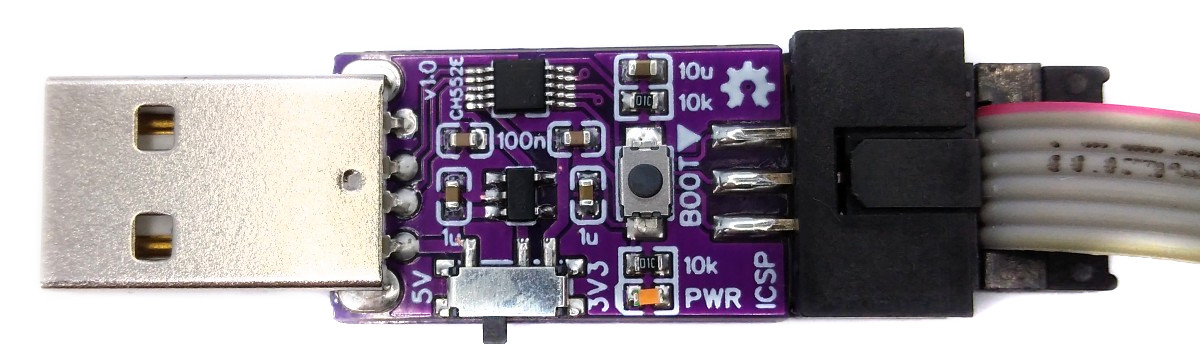 v1.0
CH552E
10u
10k
100n
1u
1u
BOOT
5V
3V3
10k
PWR
ICSP
01C
01C